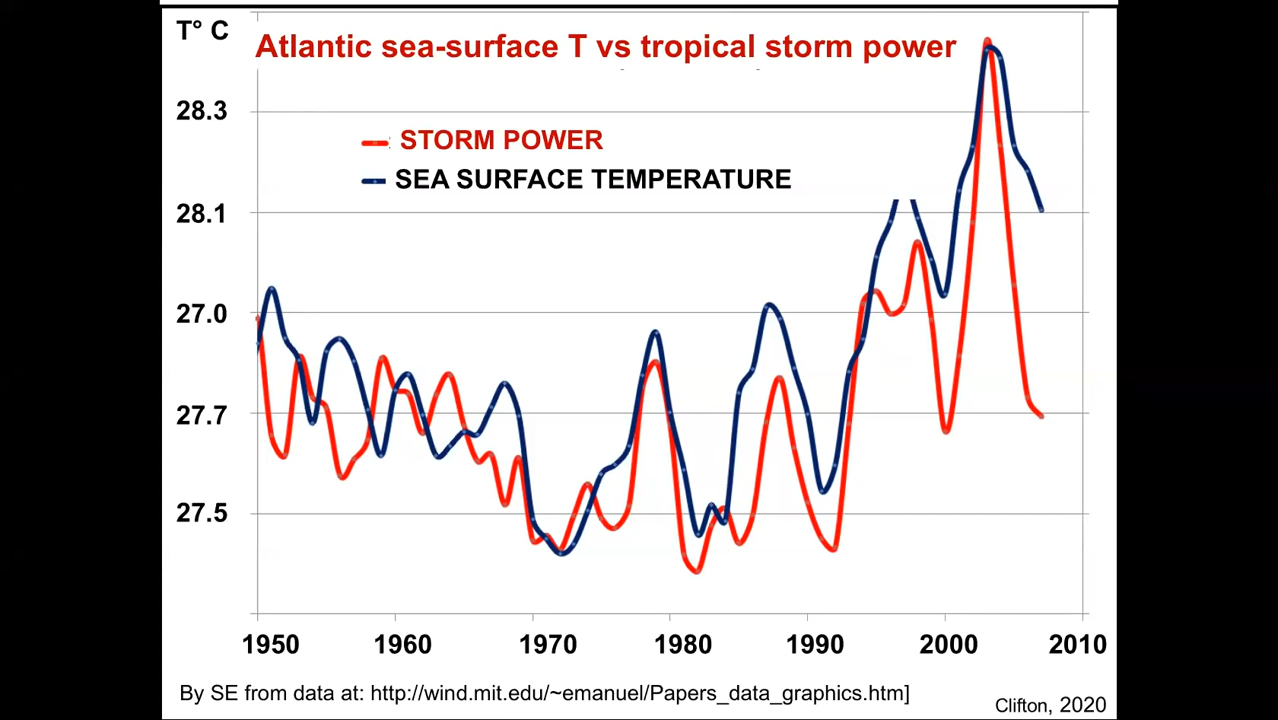 T° C
Atlantic sea-surface T vs tropical storm power
28.3
STORM POWER
SEA SURFACE TEMPERATURE
28.1
27.0
27.7
27.5
1950 1960 1970 1980 1990 2000 2010
By SE from data at: http://wind.mit.edu/~emanuel/Papers_data_graphics.htm]
Clifton, 2020